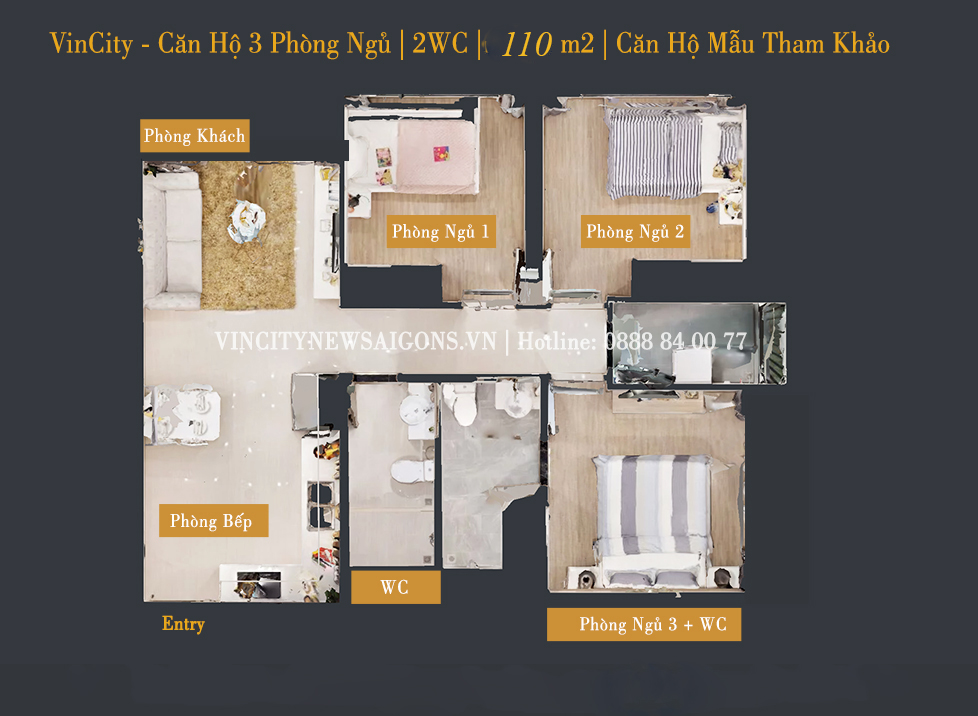 VinCity - Căn Hộ 3 Phòng Ngủ | 2WC | 110 m2 | Căn Hộ Mẫu Tham Khảo
Phòng Khách
Phòng Ngủ 1
Phòng Ngủ 2
VINCITYNEWSAIGONS.VN | Hotline: 0888 84 00 77
Phòng Bếp
WC
Entry
Phòng Ngủ 3 + WC